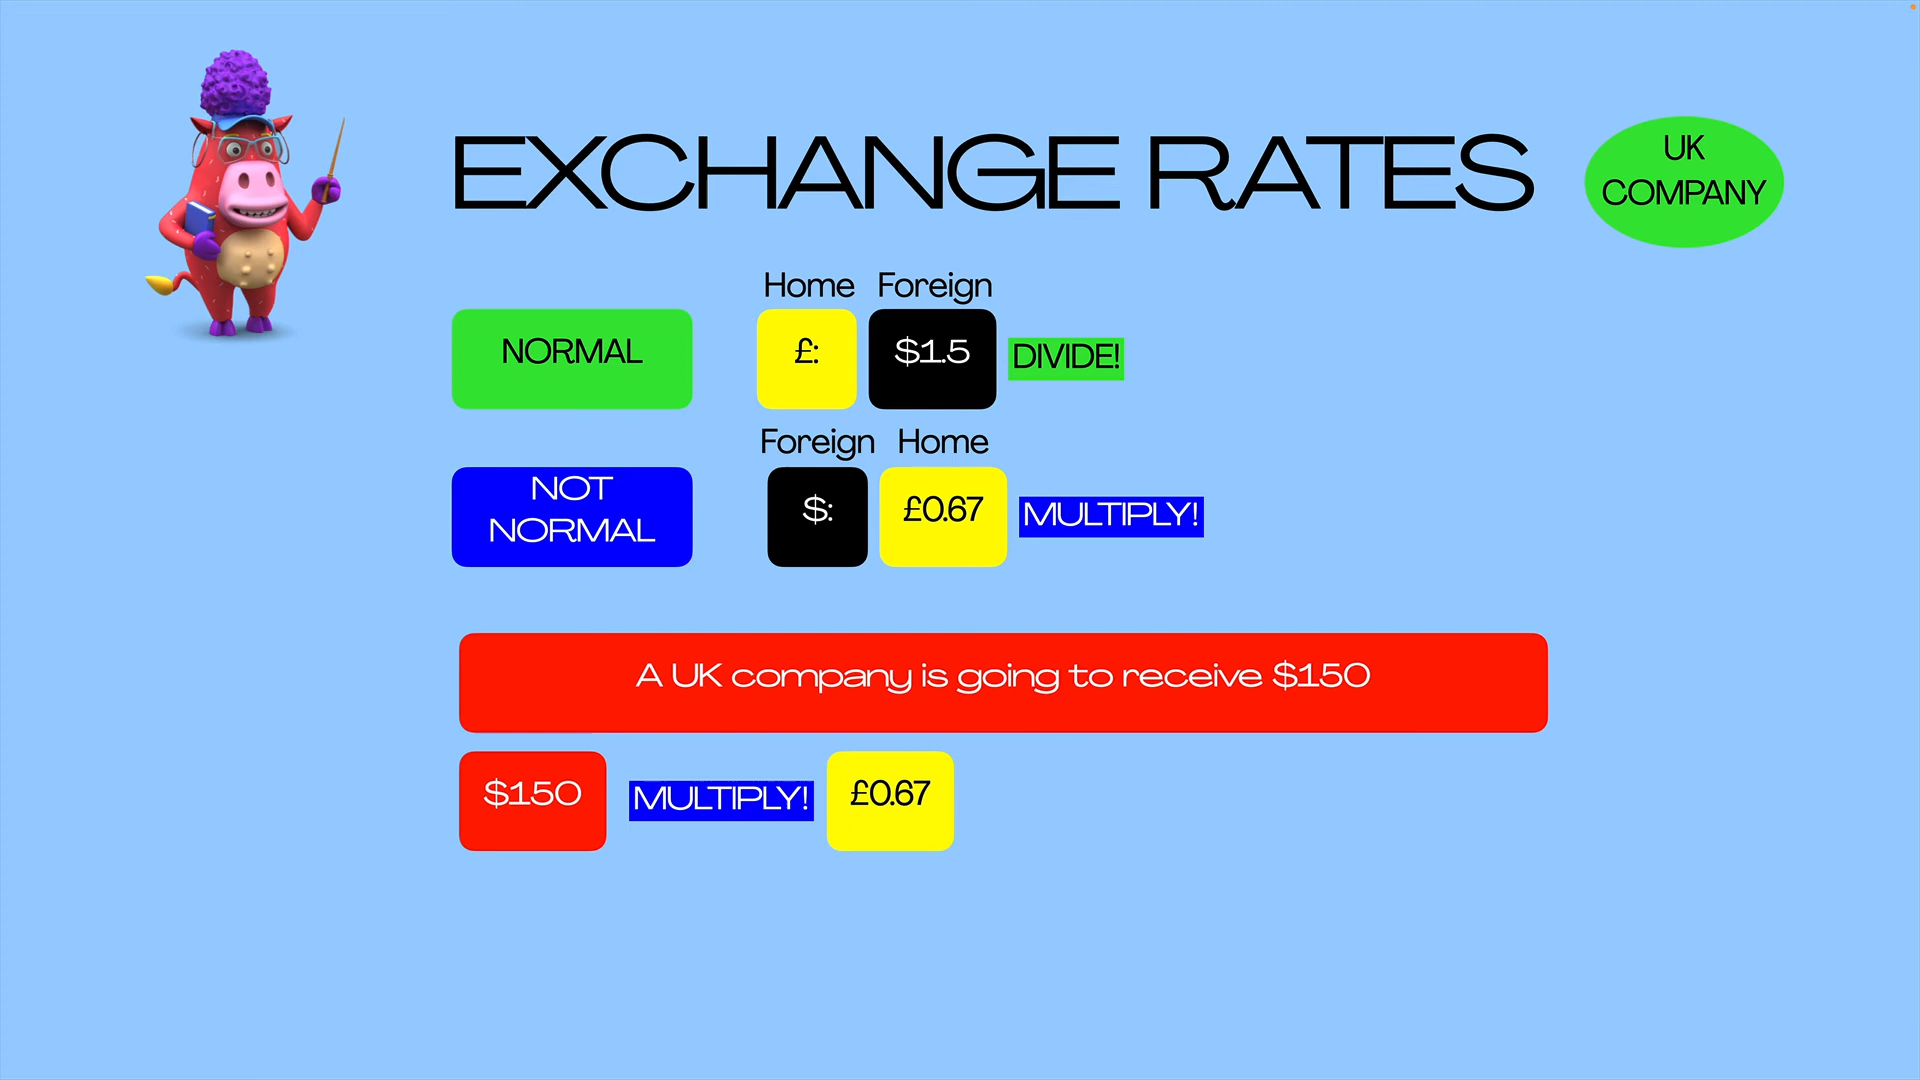 EXCHANGE RATES
UK
COMPANY
Home Foreign
NORMAL £: $1.5 DIVIDE!
Foreign Home
NOT
NORMAL
$: £0.67 MULTIPLY!
A UK company is going to receive $150
$150 MULTIPLY! £0.67